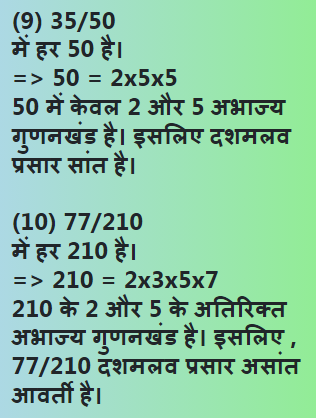 (9) 35/50
में हर 50 है।
=> 50 = 2x5x5
50 में केवल 2 और 5 अभाज्य
गुणनखंड है। इसलिए दशमलव
प्रसार सांत है।
(10) 77/210
में हर 210 है।
=> 210 = 2x3x5x7
210 के 2 और 5 के अतिरिक्त
अभाज्य गुणनखंड है। इसलिए ,
77/210 दशमलव प्रसार असांत
आवर्ती है।